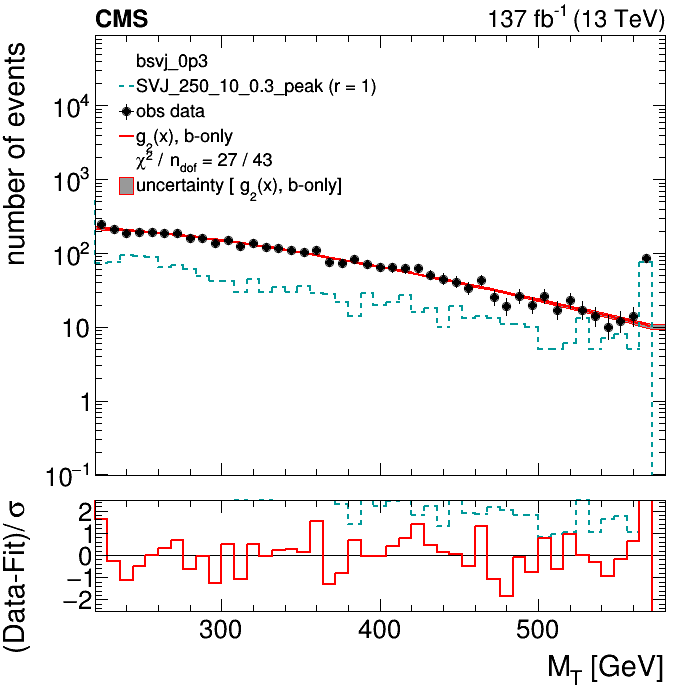 CMS 137 fb⁻¹ (13 TeV)
number of events
bsvj_0p3
SVJ_250_10_0.3_peak (r = 1)
obs data
g₂(x), b-only
χ² / n_dof = 27 / 43
uncertainty [ g₂(x), b-only]
10⁴
10³
10²
10
1
10⁻¹
(Data-Fit)/ σ
2
1
0
−1
−2
300 400 500
M_T [GeV]